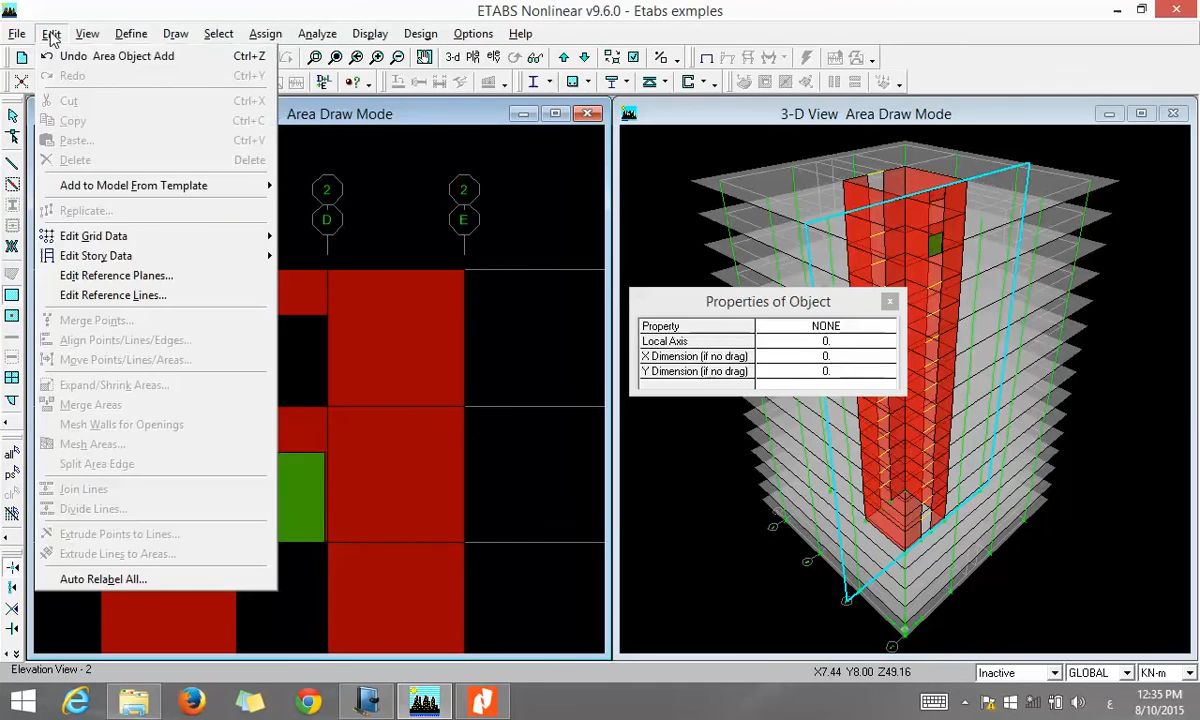 ETABS Nonlinear v9.6.0 - Etabs exmples
File Edit View Define Draw Select Assign Analyze Display Design Options Help
Undo Area Object Add Ctrl+Z
Redo Ctrl+Y
Cut Ctrl+X
Copy Ctrl+C
Paste... Ctrl+V
Delete Delete
Add to Model From Template
Replicate...
Edit Grid Data
Edit Story Data
Edit Reference Planes...
Edit Reference Lines...
Merge Points...
Align Points/Lines/Edges...
Move Points/Lines/Areas...
Expand/Shrink Areas...
Merge Areas
Mesh Walls for Openings
Mesh Areas...
Split Area Edge
Join Lines
Divide Lines...
Extrude Points to Lines...
Extrude Lines to Areas...
Auto Relabel All...
3-d
all
ps
clr
Area Draw Mode
2 2
D E
3-D View Area Draw Mode
Properties of Object
Property NONE
Local Axis 0.
X Dimension (if no drag) 0.
Y Dimension (if no drag) 0.
Elevation View - 2
X7.44 Y8.00 Z49.16
Inactive
GLOBAL
KN-m
ع
12:35 PM
8/10/2015